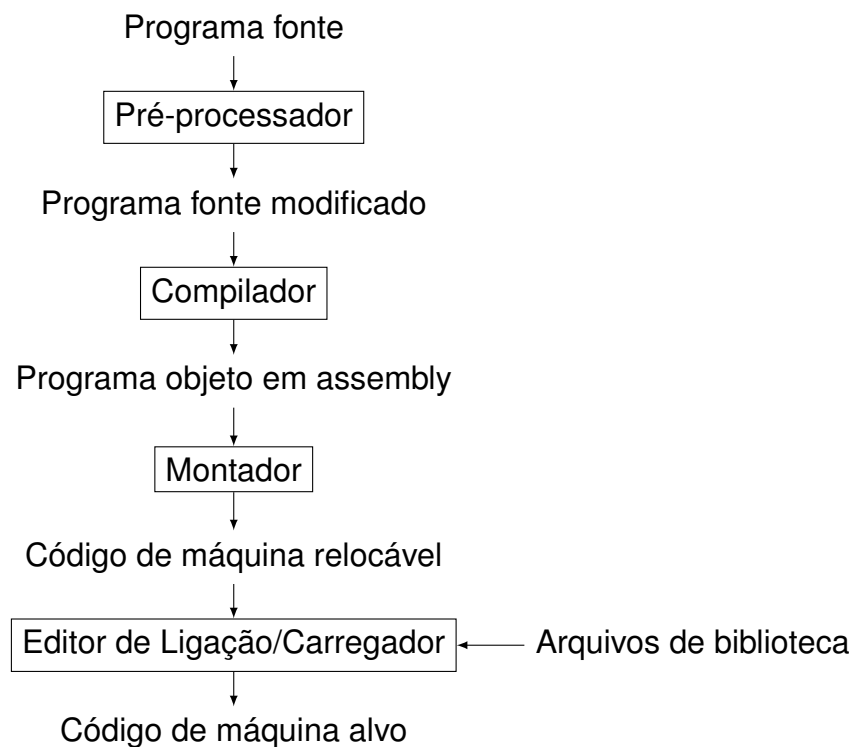 Programa fonte
Pré-processador
Programa fonte modificado
Compilador
Programa objeto em assembly
Montador
Código de máquina relocável
Editor de Ligação/Carregador
Arquivos de biblioteca
Código de máquina alvo